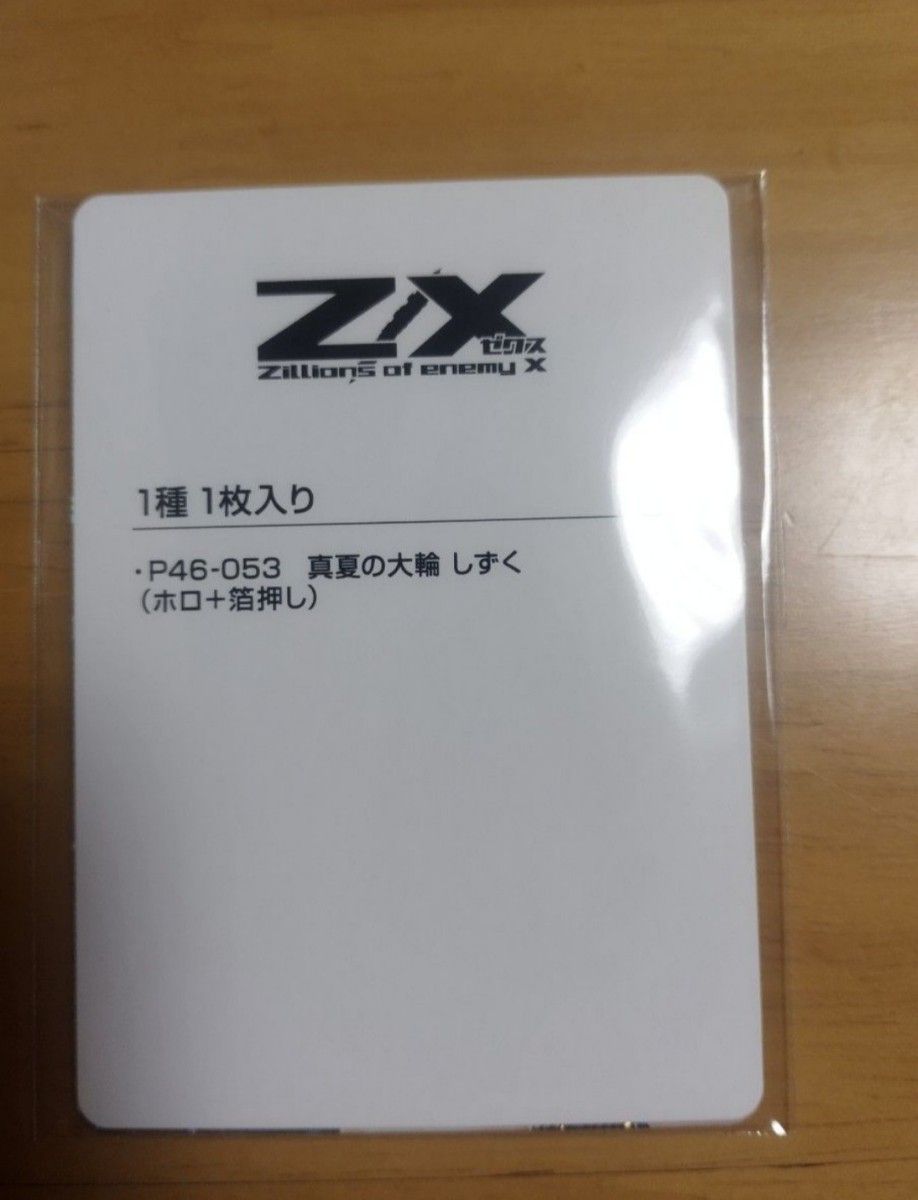 Z/X
ゼクス
Zillions of enemy X
1種 1枚入り
・P46-053　真夏の大輪 しずく
（ホロ＋箔押し）